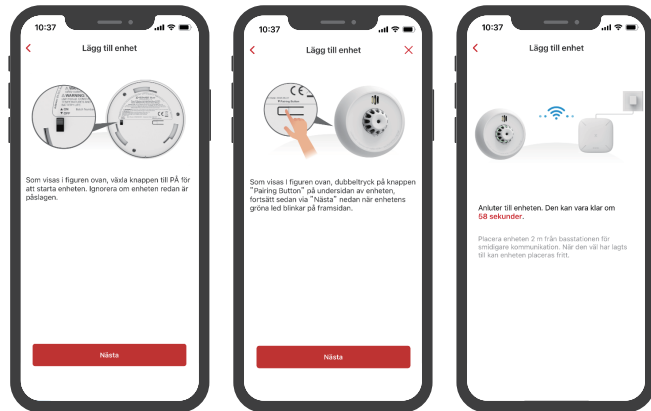 10:37
Lägg till enhet
WARNING
Som visas i figuren ovan, växla knappen till PÅ för
att starta enheten. Ignorera om enheten redan är
påslagen.
Nästa
10:37
Lägg till enhet
Pairing Button
Som visas i figuren ovan, dubbeltryck på knappen
"Pairing Button" på undersidan av enheten,
fortsätt sedan via "Nästa" nedan när enhetens
gröna led blinkar på framsidan.
Nästa
10:37
Lägg till enhet
Anluter till enheten. Den kan vara klar om
58 sekunder.
Placera enheten 2 m från basstationen för
smidigare kommunikation. När den väl har lagts
till kan enheten placeras fritt.